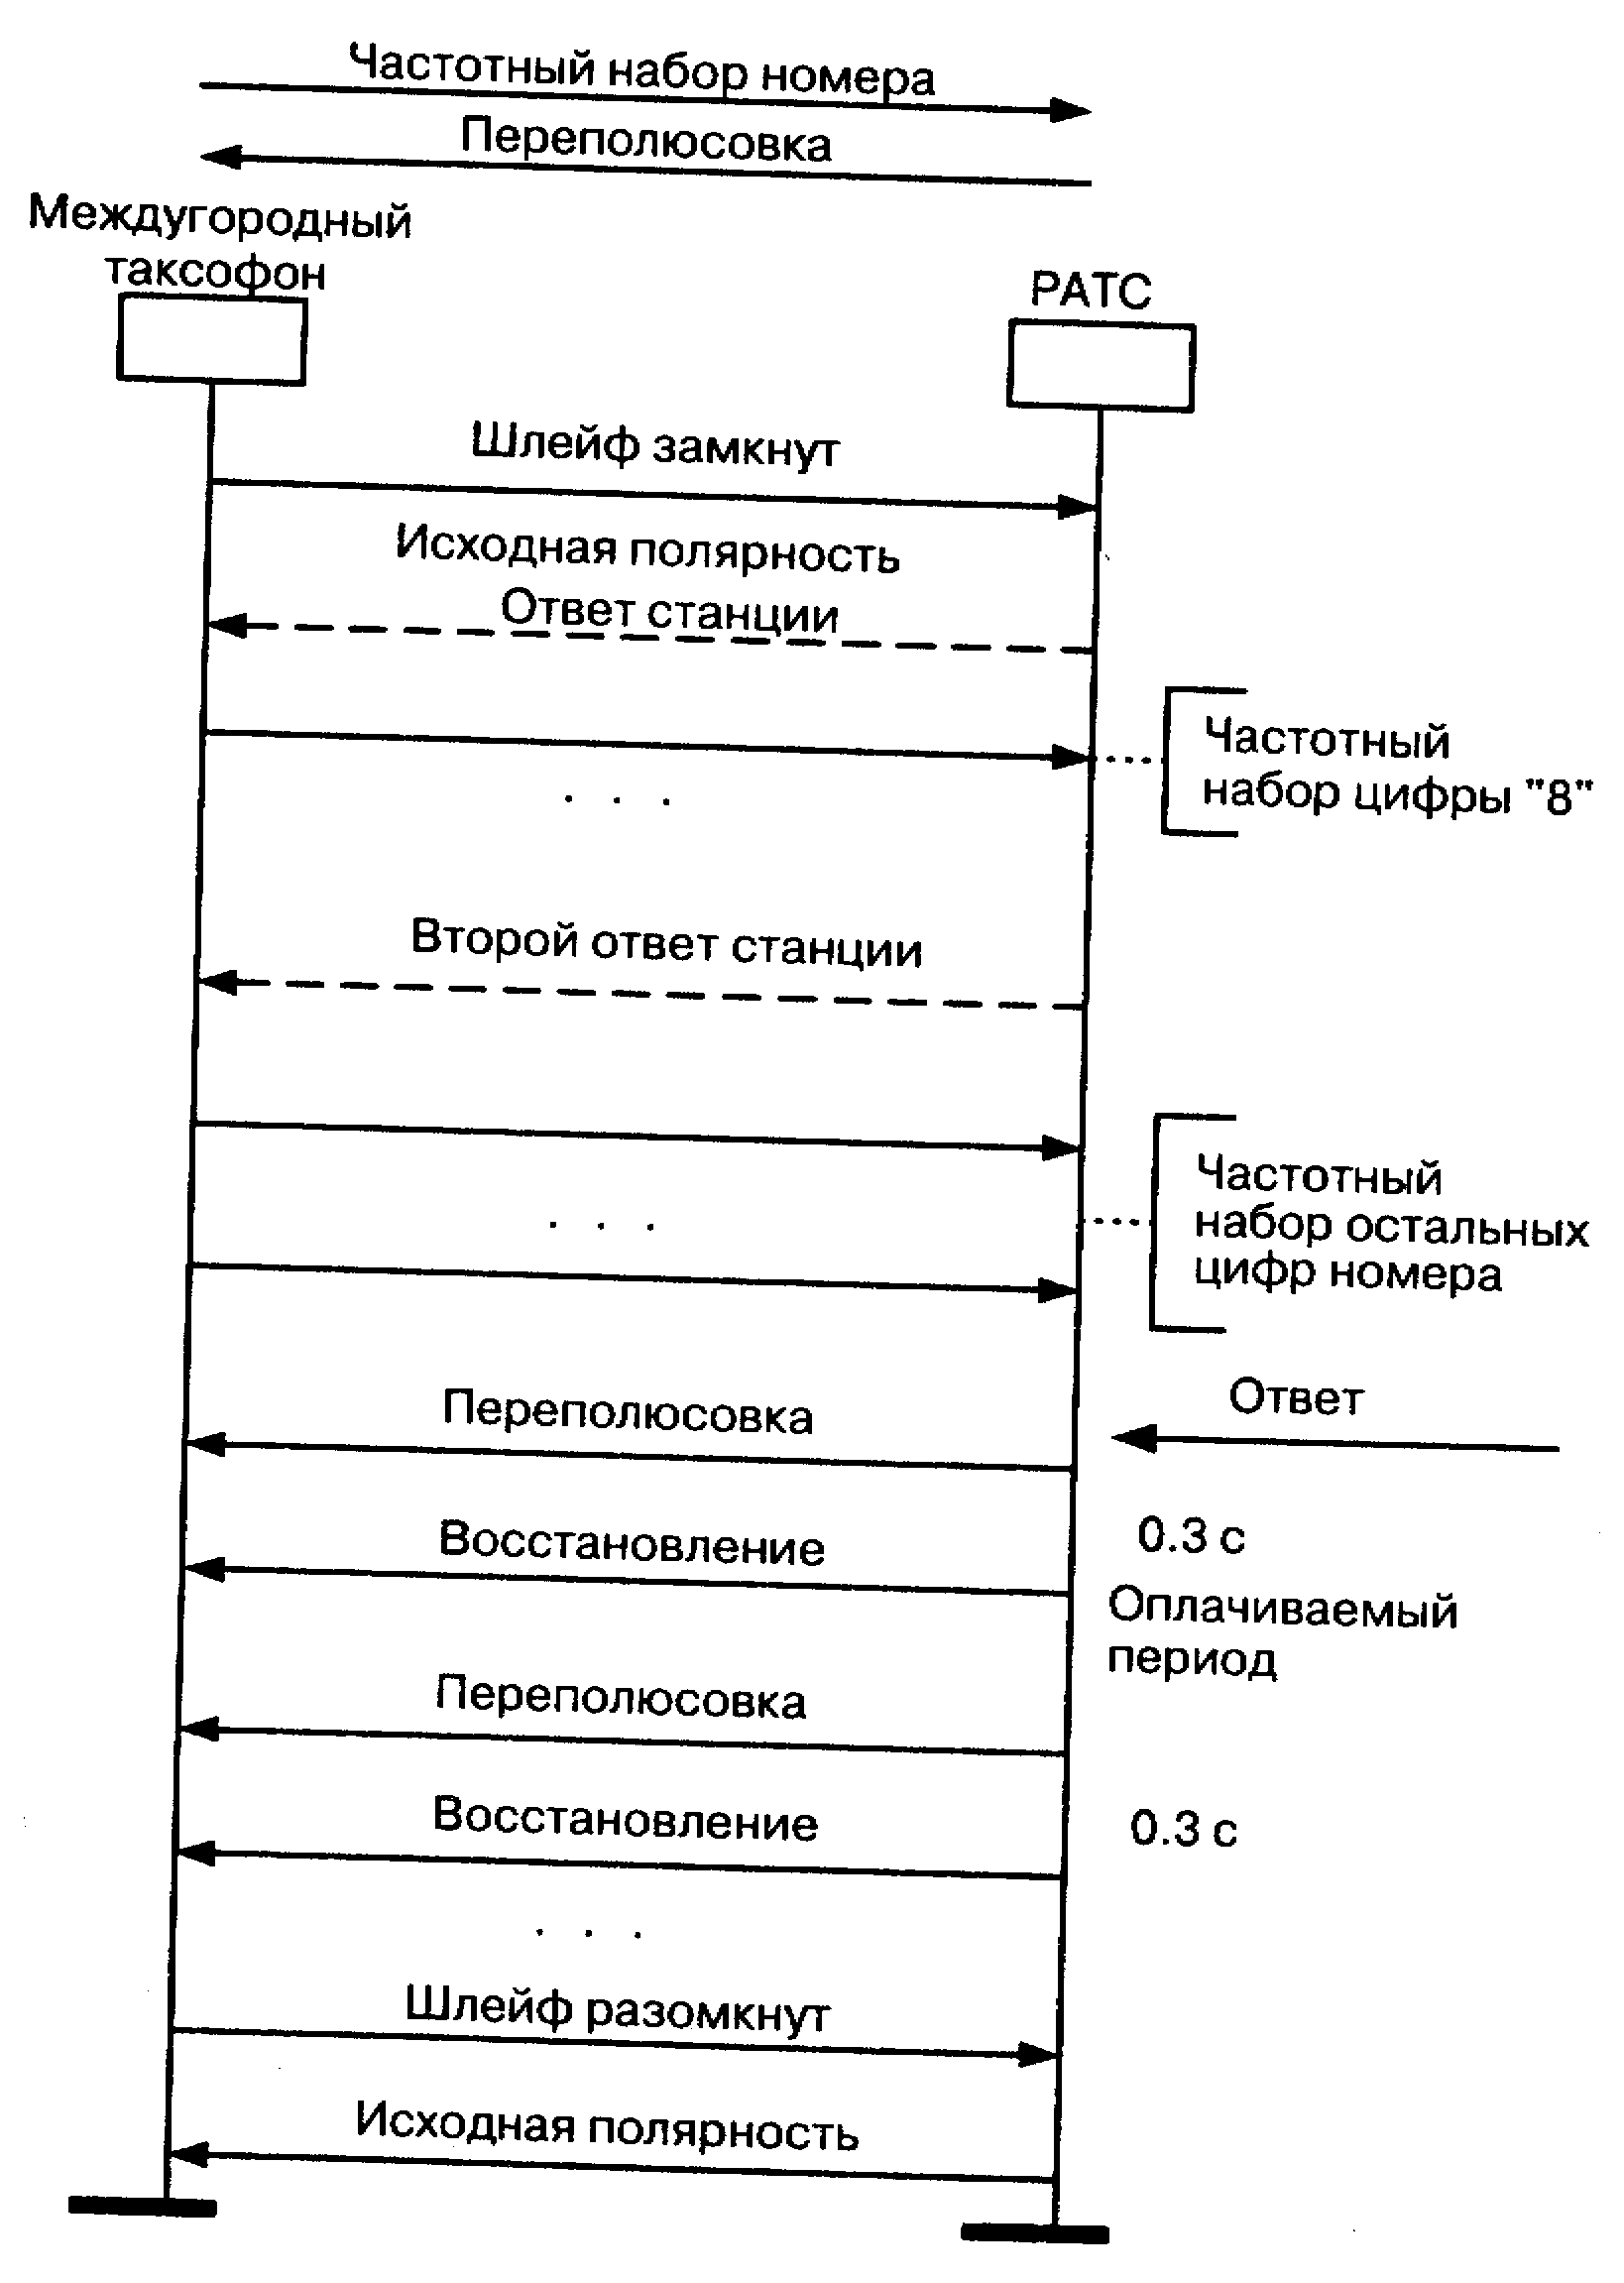 Частотный набор номера
Переполюсовка
Междугородный
таксофон
РАТС
Шлейф замкнут
Исходная полярность
Ответ станции
Частотный
набор цифры "8"
. . .
Второй ответ станции
Частотный
набор остальных
цифр номера
. . .
Ответ
Переполюсовка
0.3 с
Восстановление
Оплачиваемый
период
Переполюсовка
Восстановление
0.3 с
. . .
Шлейф разомкнут
Исходная полярность